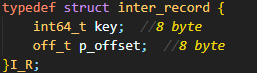 typedef struct inter_record {
int64_t key;  //8 byte
off_t p_offset;  //8 byte
}I_R;